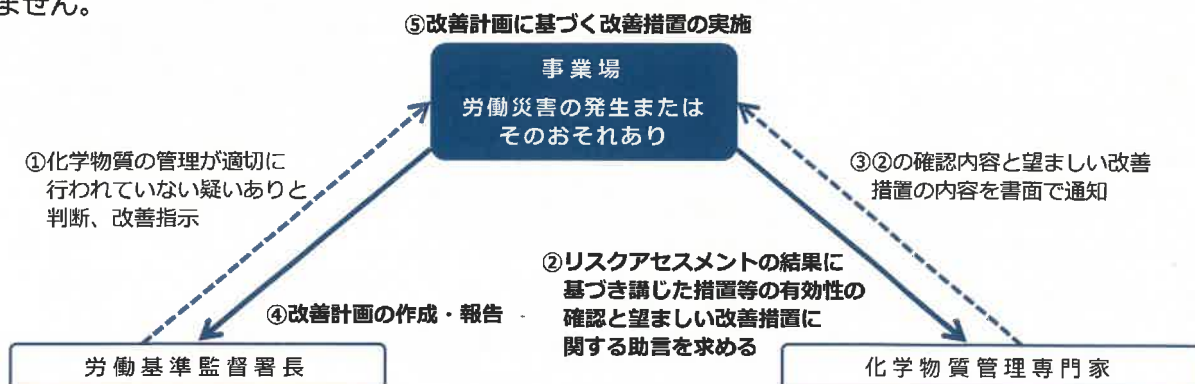 ません。
⑤改善計画に基づく改善措置の実施
事業場
労働災害の発生または
そのおそれあり
①化学物質の管理が適切に
行われていない疑いありと
判断、改善指示
③②の確認内容と望ましい改善
措置の内容を書面で通知
②リスクアセスメントの結果に
基づき講じた措置等の有効性の
確認と望ましい改善措置に
関する助言を求める
④改善計画の作成・報告
労働基準監督署長
化学物質管理専門家